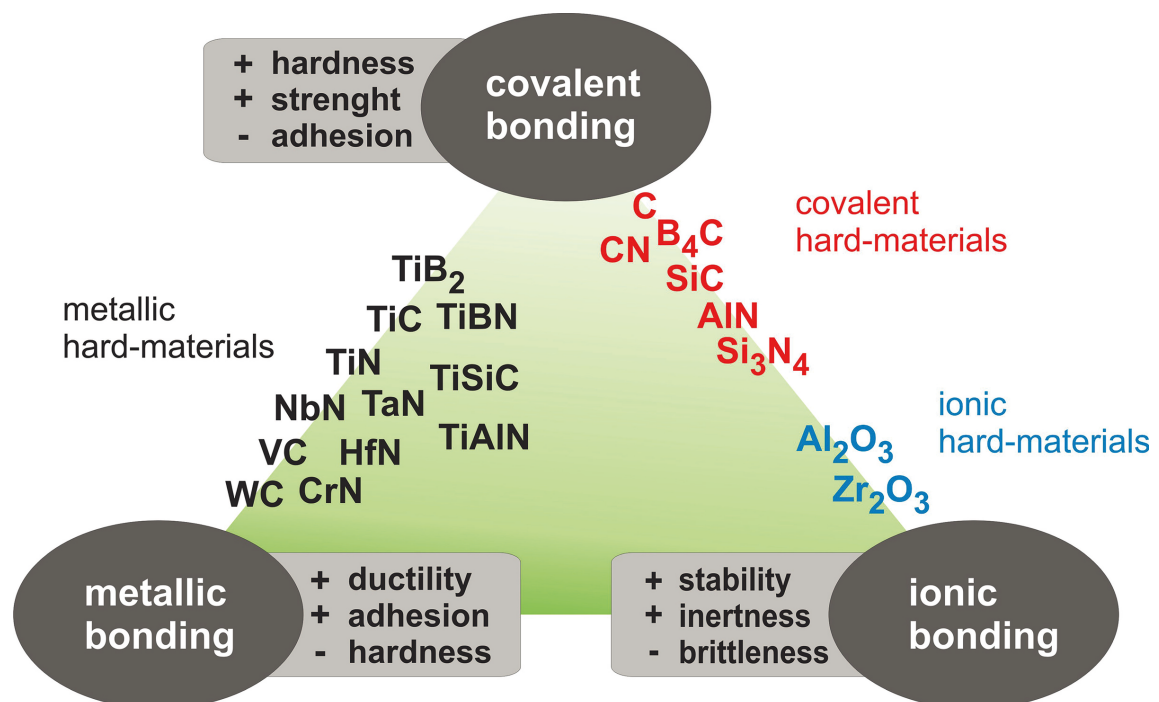 + hardness
+ strenght
- adhesion
covalent
bonding
covalent
hard-materials
C
B₄C
CN
SiC
AlN
Si₃N₄
metallic
hard-materials
TiB₂
TiC TiBN
TiN
TiSiC
NbN TaN
TiAlN
VC HfN
WC CrN
ionic
hard-materials
Al₂O₃
Zr₂O₃
metallic
bonding
+ ductility
+ adhesion
- hardness
+ stability
+ inertness
- brittleness
ionic
bonding